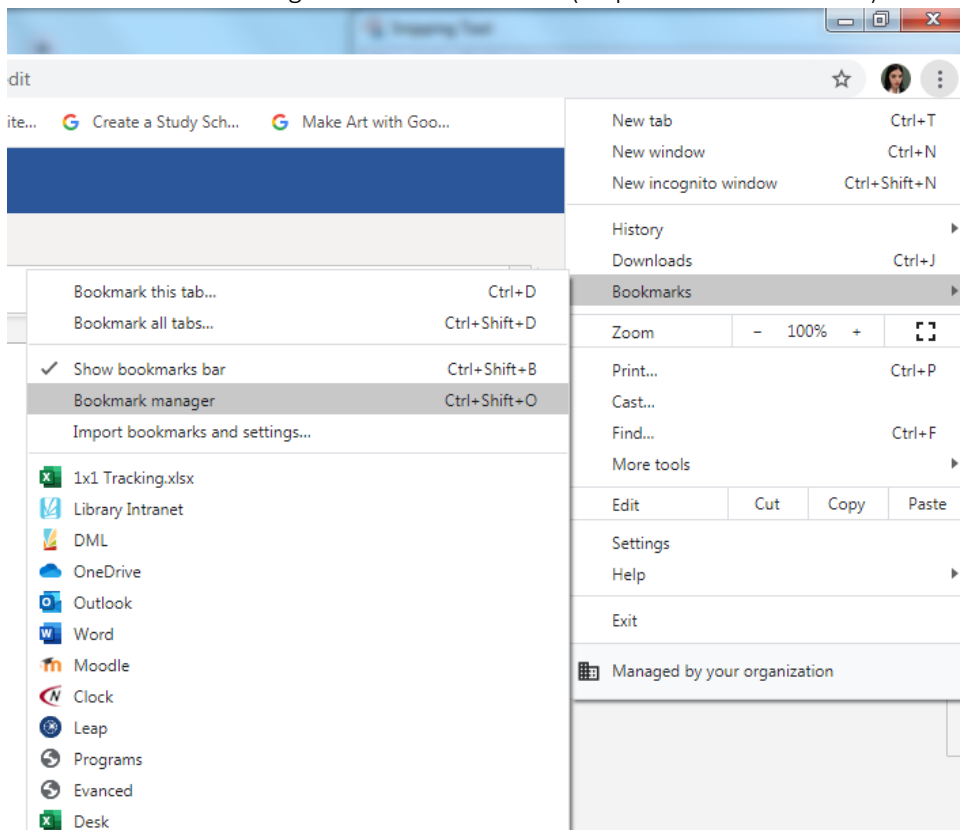 Snipping Tool
edit
ite... Create a Study Sch... Make Art with Goo...
New tab Ctrl+T
New window Ctrl+N
New incognito window Ctrl+Shift+N
History
Downloads Ctrl+J
Bookmarks
Zoom - 100% +
Print... Ctrl+P
Cast...
Find... Ctrl+F
More tools
Edit Cut Copy Paste
Settings
Help
Exit
Managed by your organization
Bookmark this tab... Ctrl+D
Bookmark all tabs... Ctrl+Shift+D
Show bookmarks bar Ctrl+Shift+B
Bookmark manager Ctrl+Shift+O
Import bookmarks and settings...
1x1 Tracking.xlsx
Library Intranet
DML
OneDrive
Outlook
Word
Moodle
Clock
Leap
Programs
Evanced
Desk